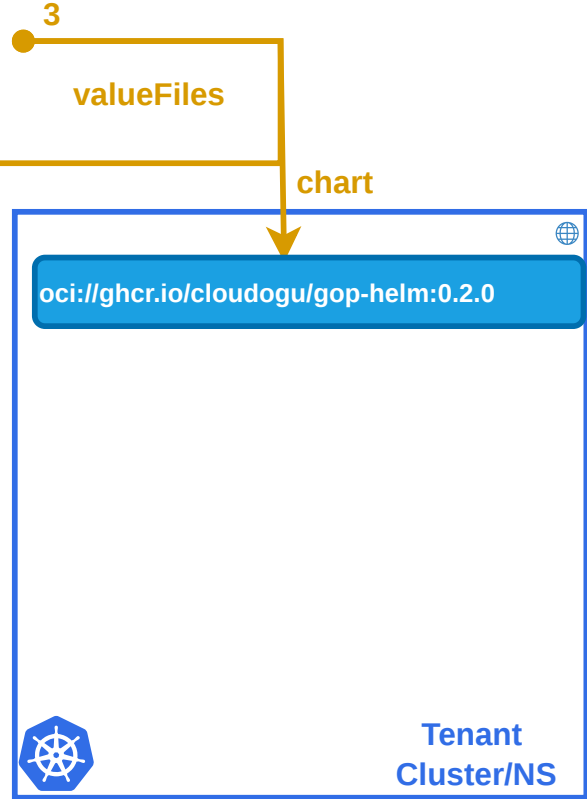 3
valueFiles
chart
oci://ghcr.io/cloudogu/gop-helm:0.2.0
Tenant
Cluster/NS